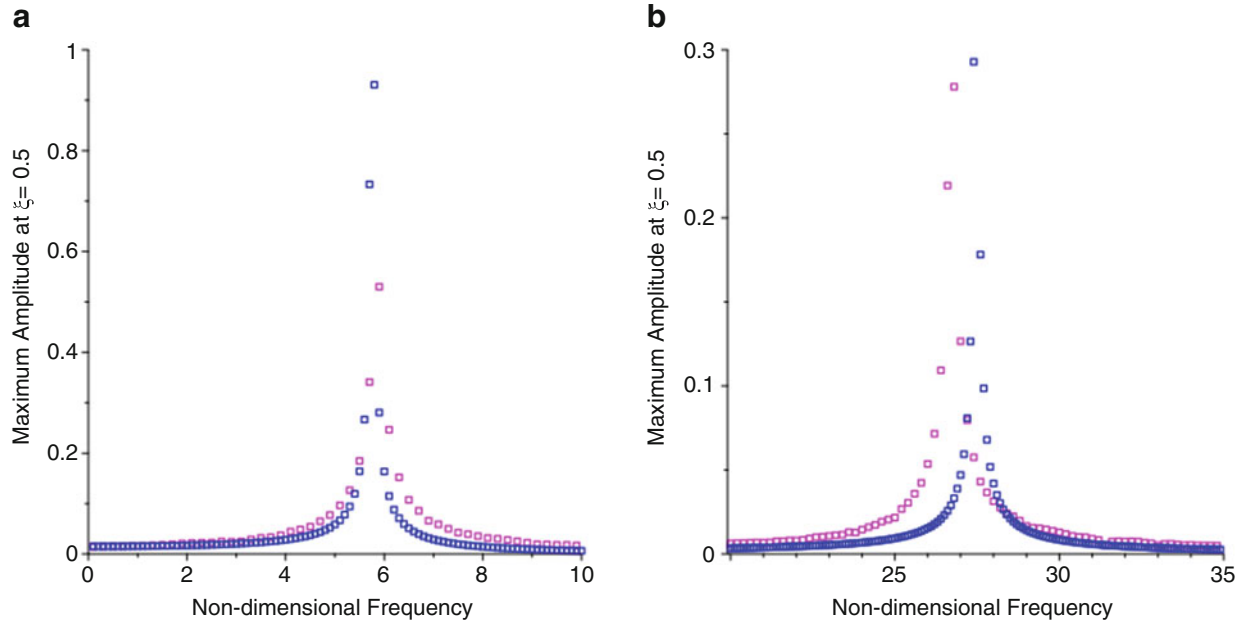 a
Maximum Amplitude at ξ= 0.5
1
0.8
0.6
0.4
0.2
0
0 2 4 6 8 10
Non-dimensional Frequency
b
Maximum Amplitude at ξ= 0.5
0.3
0.2
0.1
0
25 30 35
Non-dimensional Frequency